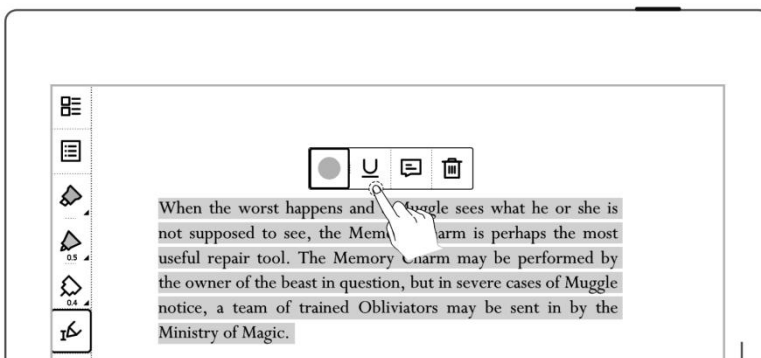 U
0.5
0.4
I
When the worst happens and Muggle sees what he or she is
not supposed to see, the Mem arm is perhaps the most
useful repair tool. The Memory Charm may be performed by
the owner of the beast in question, but in severe cases of Muggle
notice, a team of trained Obliviators may be sent in by the
Ministry of Magic.